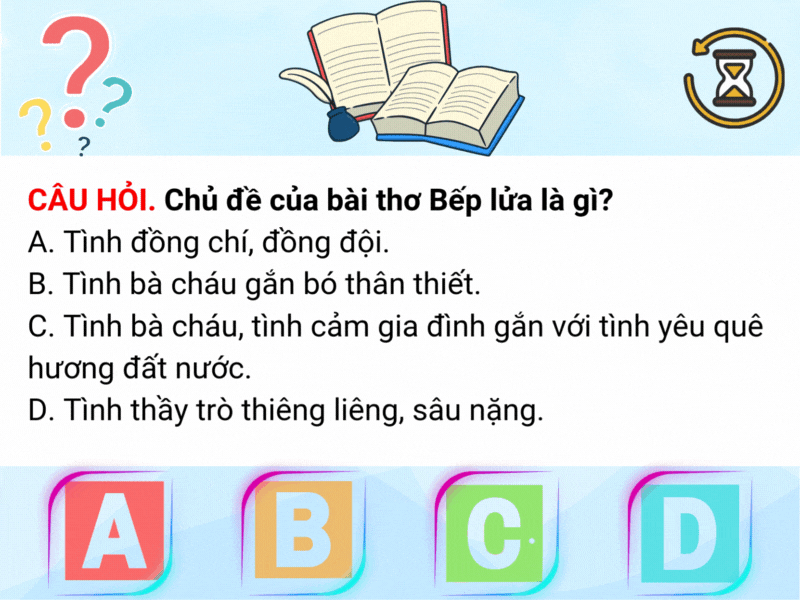 ? ? ? ?
CÂU HỎI. Chủ đề của bài thơ Bếp lửa là gì?
A. Tình đồng chí, đồng đội.
B. Tình bà cháu gắn bó thân thiết.
C. Tình bà cháu, tình cảm gia đình gắn với tình yêu quê
hương đất nước.
D. Tình thầy trò thiêng liêng, sâu nặng.
A B C D